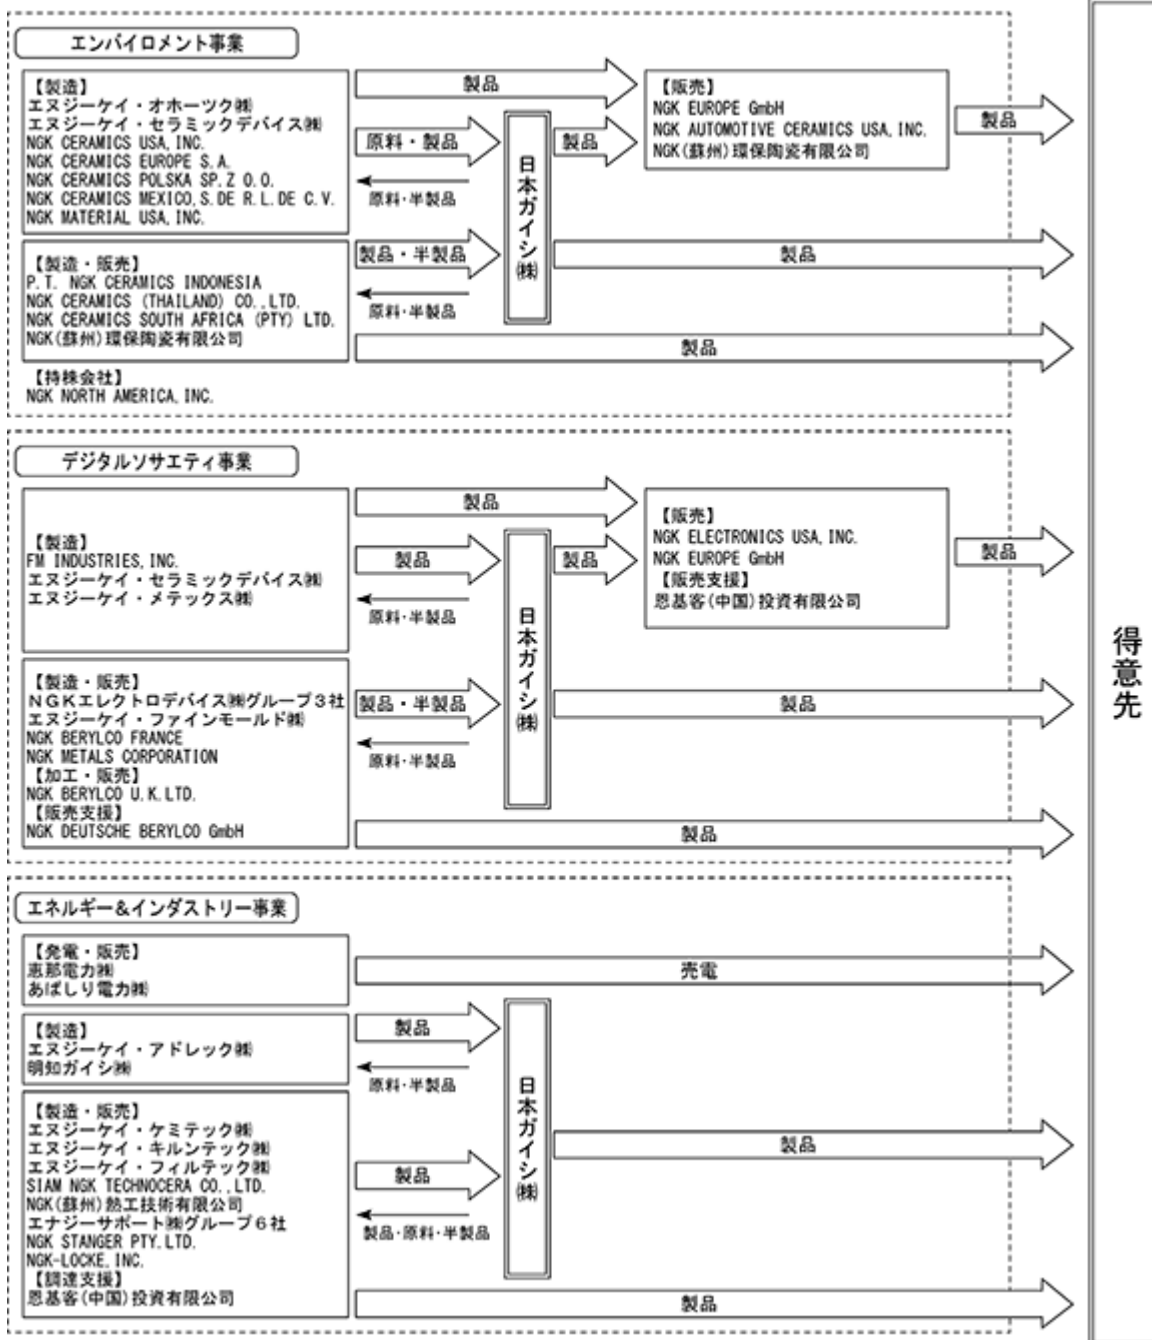 エンバイロメント事業
【製造】
エヌジーケイ・オホーツク㈱
エヌジーケイ・セラミックデバイス㈱
NGK CERAMICS USA, INC.
NGK CERAMICS EUROPE S.A.
NGK CERAMICS POLSKA SP.Z O.O.
NGK CERAMICS MEXICO, S.DE R.L.DE C.V.
NGK MATERIAL USA, INC.
【製造・販売】
P.T. NGK CERAMICS INDONESIA
NGK CERAMICS (THAILAND) CO.,LTD.
NGK CERAMICS SOUTH AFRICA (PTY) LTD.
NGK(蘇州)環保陶瓷有限公司
【持株会社】
NGK NORTH AMERICA, INC.
製品
原料・製品
原料・半製品
製品・半製品
原料・半製品
日本ガイシ㈱
製品
【販売】
NGK EUROPE GmbH
NGK AUTOMOTIVE CERAMICS USA, INC.
NGK(蘇州)環保陶瓷有限公司
製品
製品
製品
デジタルソサエティ事業
【製造】
FM INDUSTRIES, INC.
エヌジーケイ・セラミックデバイス㈱
エヌジーケイ・メテックス㈱
【製造・販売】
ＮＧＫエレクトロデバイス㈱グループ３社
エヌジーケイ・ファインモールド㈱
NGK BERYLCO FRANCE
NGK METALS CORPORATION
【加工・販売】
NGK BERYLCO U.K.LTD.
【販売支援】
NGK DEUTSCHE BERYLCO GmbH
製品
製品
原料・半製品
製品・半製品
原料・半製品
日本ガイシ㈱
製品
【販売】
NGK ELECTRONICS USA, INC.
NGK EUROPE GmbH
【販売支援】
恩基客(中国)投資有限公司
製品
製品
製品
エネルギー&インダストリー事業
【発電・販売】
恵那電力㈱
あばしり電力㈱
【製造】
エヌジーケイ・アドレック㈱
明知ガイシ㈱
【製造・販売】
エヌジーケイ・ケミテック㈱
エヌジーケイ・キルンテック㈱
エヌジーケイ・フィルテック㈱
SIAM NGK TECHNOCERA CO.,LTD.
NGK(蘇州)熱工技術有限公司
エナジーサポート㈱グループ６社
NGK STANGER PTY.LTD.
NGK-LOCKE, INC.
【調達支援】
恩基客(中国)投資有限公司
売電
製品
原料・半製品
製品
製品・原料・半製品
日本ガイシ㈱
製品
製品
得意先